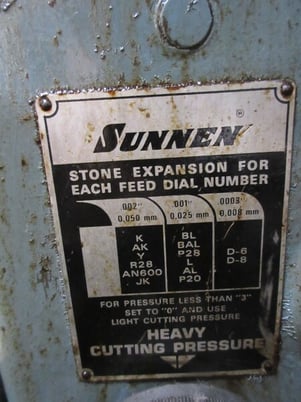 SUNNEN ®
STONE EXPANSION FOR
EACH FEED DIAL NUMBER
.002" .001" .0003"
0,050 mm 0,025 mm 0,008 mm
K BL
AK BAL
Y P28 D-6
R28 L D-8
AN600 AL
JK P20
FOR PRESSURE LESS THAN "3"
SET TO "0" AND USE
LIGHT CUTTING PRESSURE
HEAVY
CUTTING PRESSURE